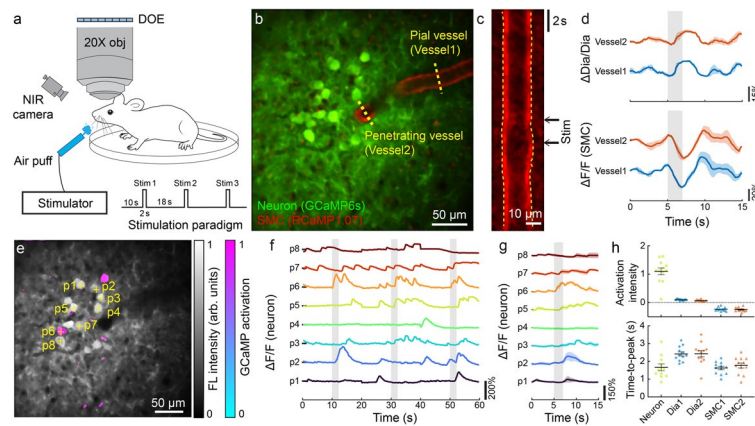 a
DOE
20X obj
NIR
camera
Air puff
Stimulator
Stim1 Stim 2 Stim 3
10 s 18 s
2 s
Stimulation paradigm
b
Pial vessel
(Vessel1)
Penetrating vessel
(Vessel2)
Neuron (GCaMP6s)
SMC (RCaMP1.07)
50 µm
c
2s
Stim
10 µm
d
ΔDia/Dia
Vessel2
Vessel1
15%
ΔF/F (SMC)
Vessel2
Vessel1
20%
0 5 10 15
Time (s)
e
p1
p2
p3
p4
p5
p6
p7
p8
50 µm
1
0
FL intensity (arb. units)
1
0
GCaMP activation
f
ΔF/F (neuron)
p8
p7
p6
p5
p4
p3
p2
p1
200%
0 10 20 30 40 50 60
Time (s)
g
ΔF/F (neuron)
p8
p7
p6
p5
p4
p3
p2
p1
150%
0 5 10 15
Time (s)
h
Activation
intensity
2
1
0
Time-to-peak (s)
4
3
2
1
0
Neuron
Dia1
Dia2
SMC1
SMC2